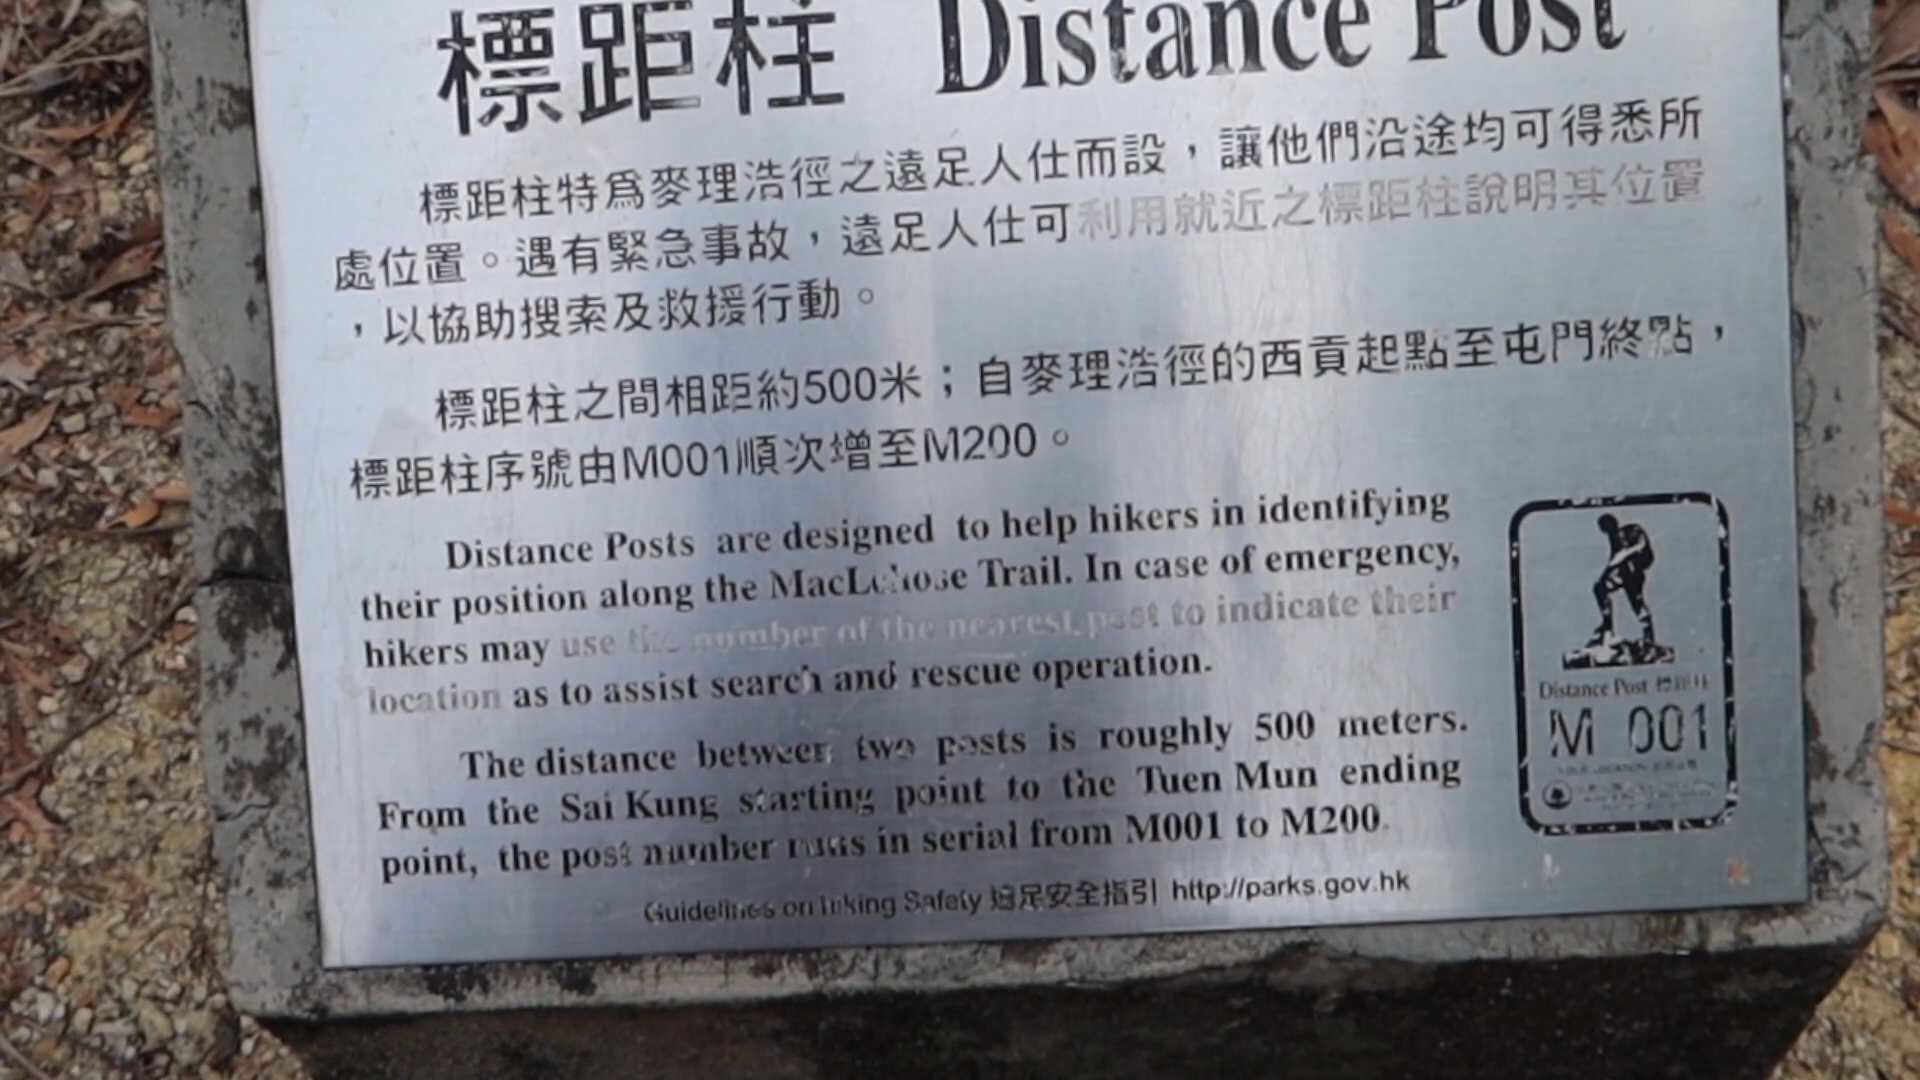 標距柱 Distance Post
標距柱特為麥理浩徑之遠足人仕而設，讓他們沿途均可得悉所
處位置。遇有緊急事故，遠足人仕可利用就近之標距柱說明其位置
，以協助搜索及救援行動。
標距柱之間相距約500米；自麥理浩徑的西貢起點至屯門終點，
標距柱序號由M001順次增至M200。
Distance Posts are designed to help hikers in identifying
their position along the MacLehose Trail. In case of emergency,
hikers may use the number of the nearest post to indicate their
location as to assist search and rescue operation.
The distance between two posts is roughly 500 meters.
From the Sai Kung starting point to the Tuen Mun ending
point, the post number runs in serial from M001 to M200.
Distance Post 標距柱
M 001
Guidelines on Hiking Safety 遠足安全指引 http://parks.gov.hk